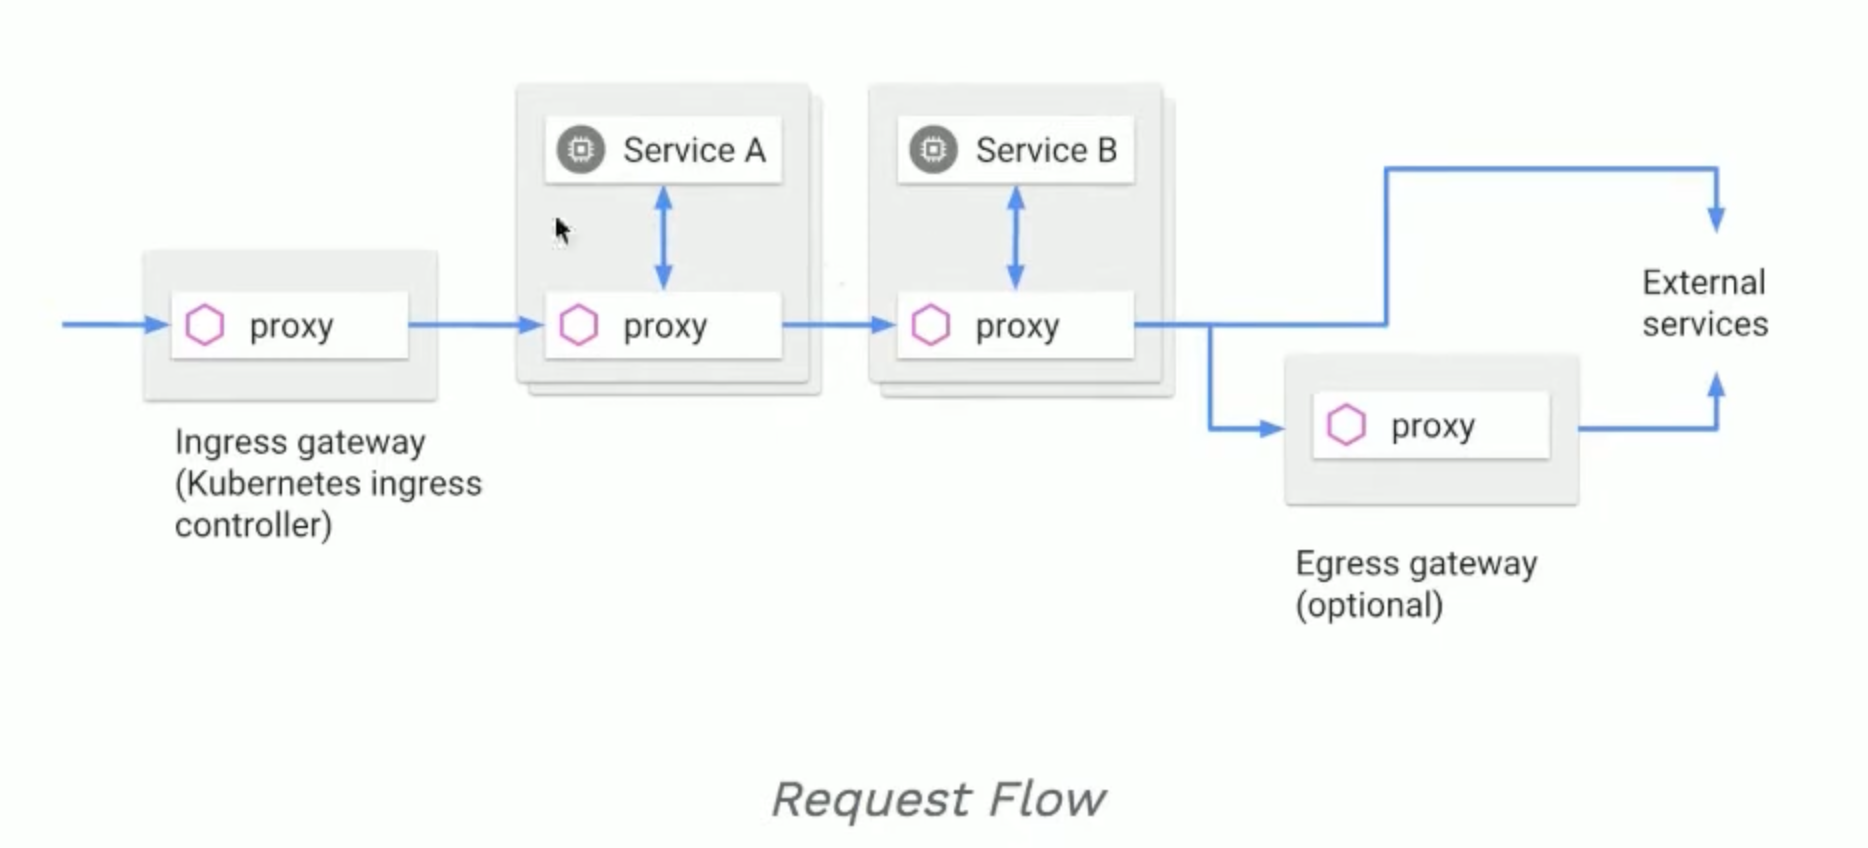 Service A
Service B
proxy
proxy
proxy
External
services
proxy
Ingress gateway
(Kubernetes ingress
controller)
Egress gateway
(optional)
Request Flow